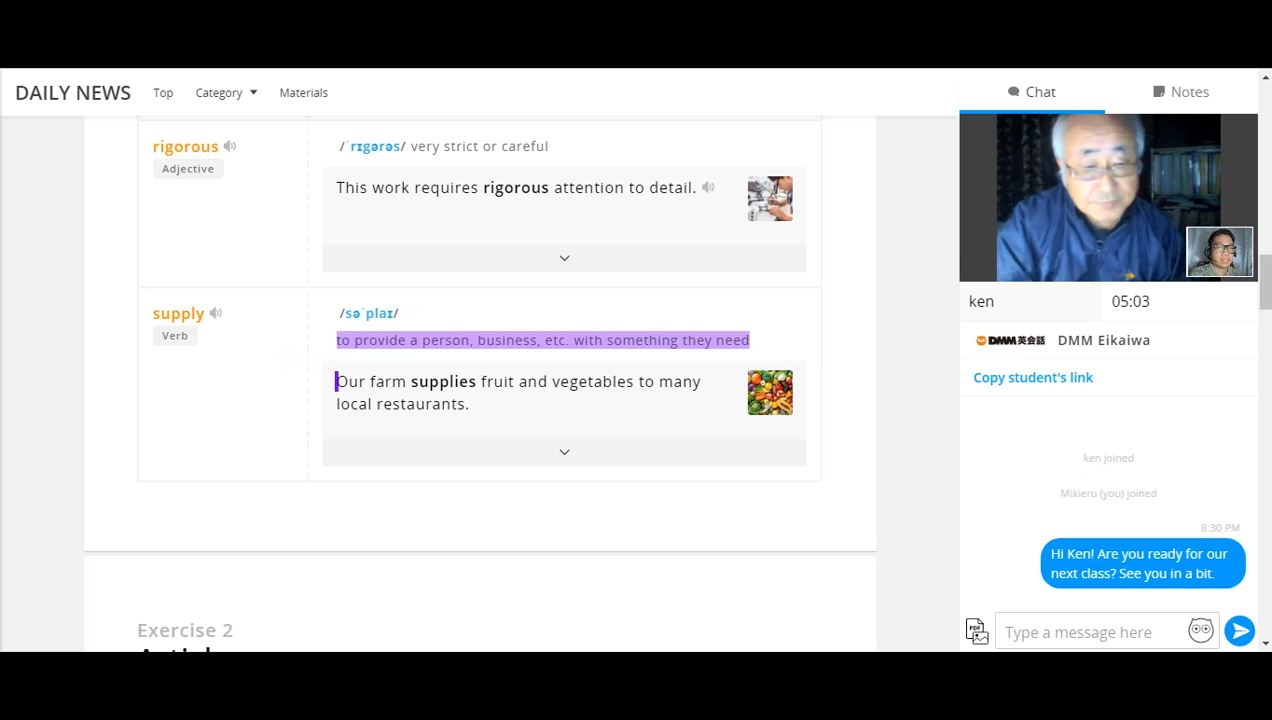 DAILY NEWS Top Category Materials
Chat Notes
rigorous
Adjective
/ˈrɪgərəs/ very strict or careful
This work requires rigorous attention to detail.
supply
Verb
/səˈplaɪ/
to provide a person, business, etc. with something they need
Our farm supplies fruit and vegetables to many
local restaurants.
Exercise 2
ken 05:03
DMM英会話 DMM Eikaiwa
Copy student's link
ken joined
Mikieru (you) joined
8:30 PM
Hi Ken! Are you ready for our
next class? See you in a bit.
PDF
Type a message here